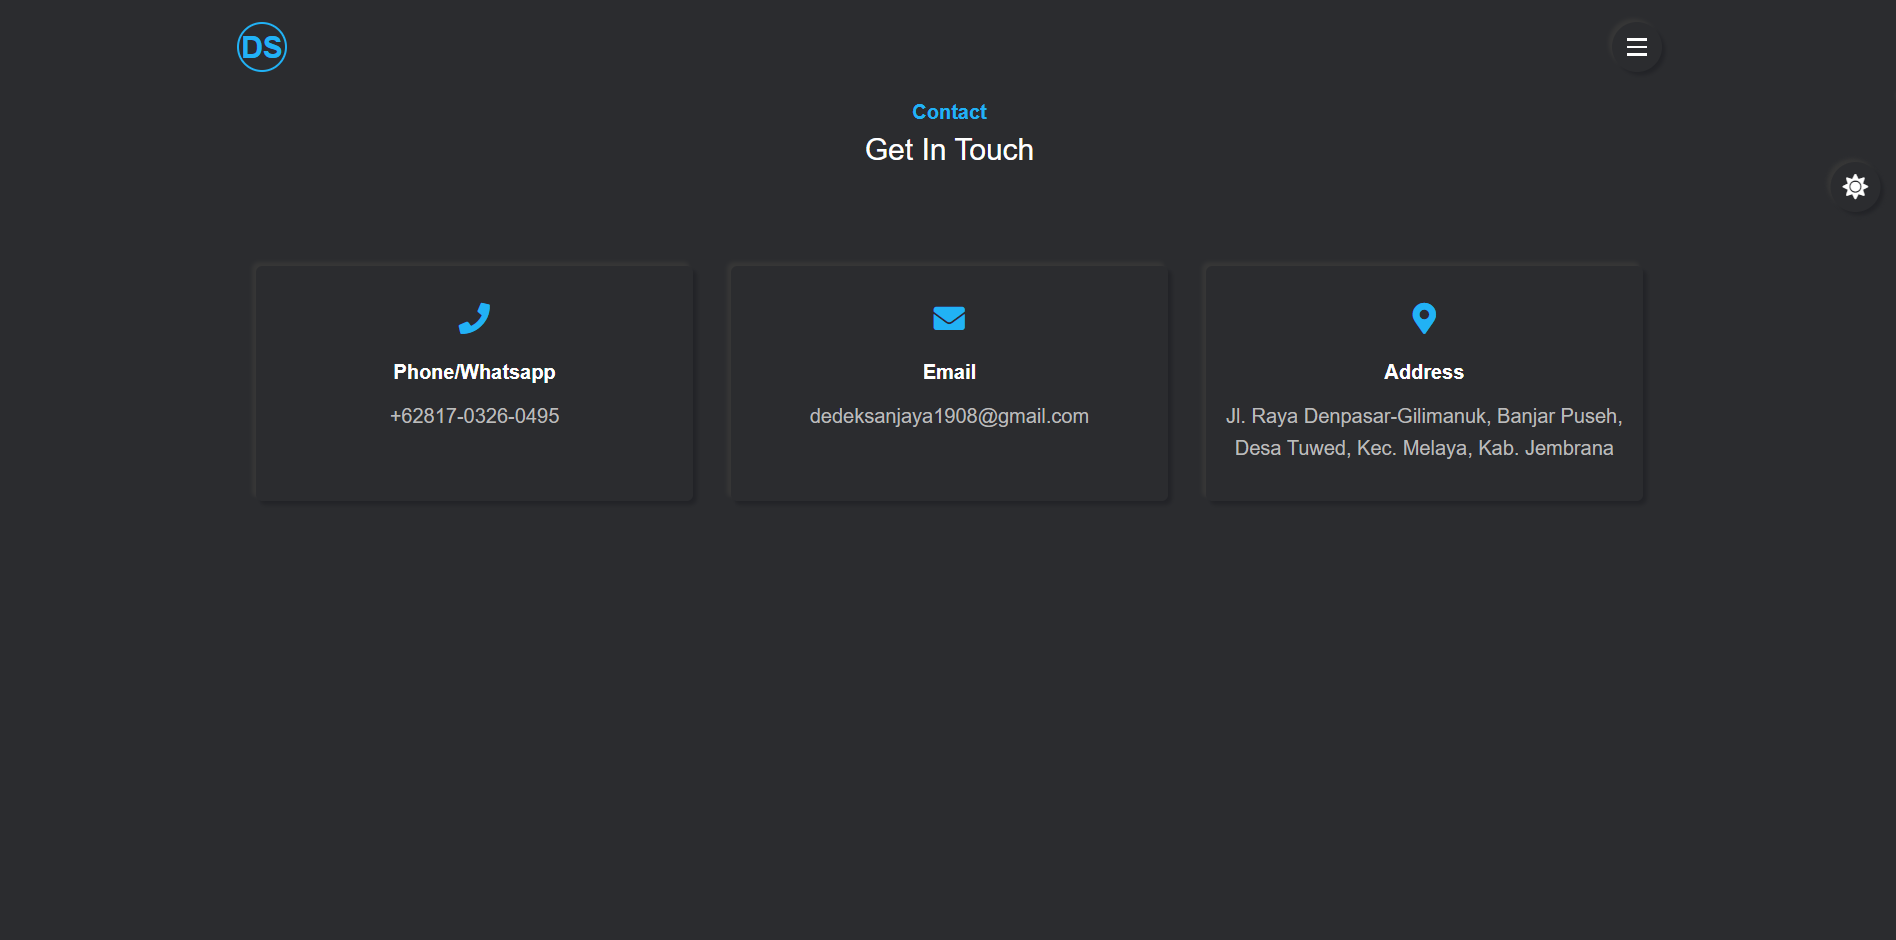 DS
Contact
Get In Touch
Phone/Whatsapp
+62817-0326-0495
Email
dedeksanjaya1908@gmail.com
Address
Jl. Raya Denpasar-Gilimanuk, Banjar Puseh,
Desa Tuwed, Kec. Melaya, Kab. Jembrana